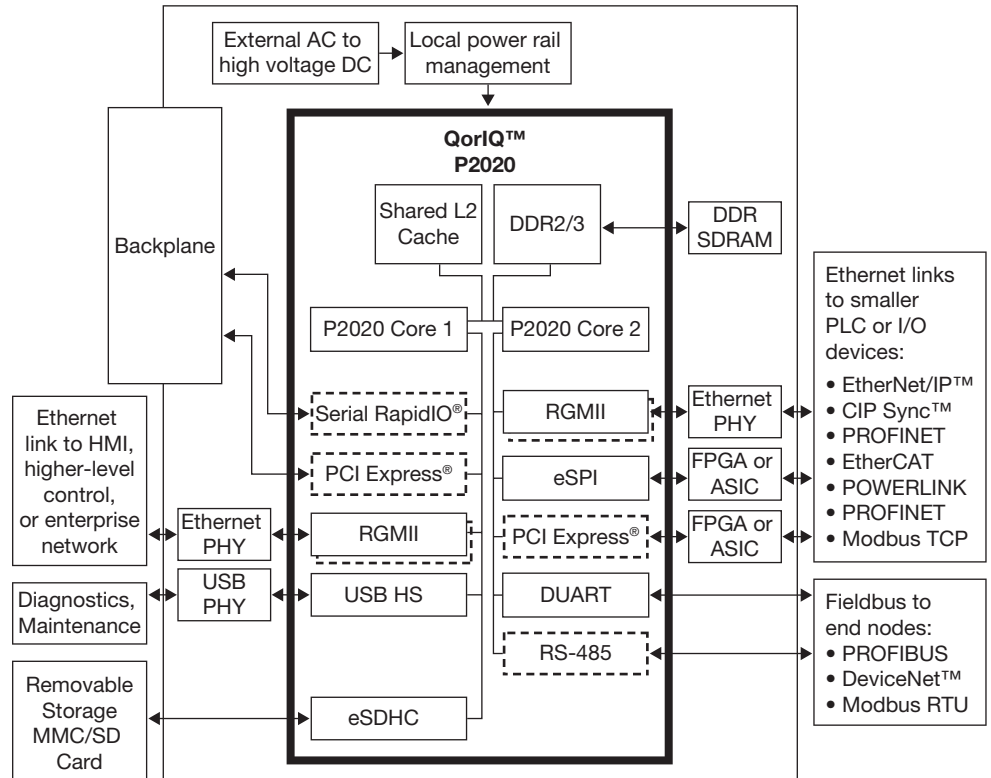 External AC to
high voltage DC
Local power rail
management
QorIQ™
P2020
Backplane
Shared L2
Cache
DDR2/3
DDR
SDRAM
P2020 Core 1
P2020 Core 2
Serial RapidIO®
PCI Express®
RGMII
USB HS
eSDHC
RGMII
eSPI
PCI Express®
DUART
RS-485
Ethernet
link to HMI,
higher-level
control,
or enterprise
network
Ethernet
PHY
USB
PHY
Diagnostics,
Maintenance
Removable
Storage
MMC/SD
Card
Ethernet
PHY
FPGA or
ASIC
FPGA or
ASIC
Ethernet links
to smaller
PLC or I/O
devices:
• EtherNet/IP™
• CIP Sync™
• PROFINET
• EtherCAT
• POWERLINK
• PROFINET
• Modbus TCP
Fieldbus to
end nodes:
• PROFIBUS
• DeviceNet™
• Modbus RTU